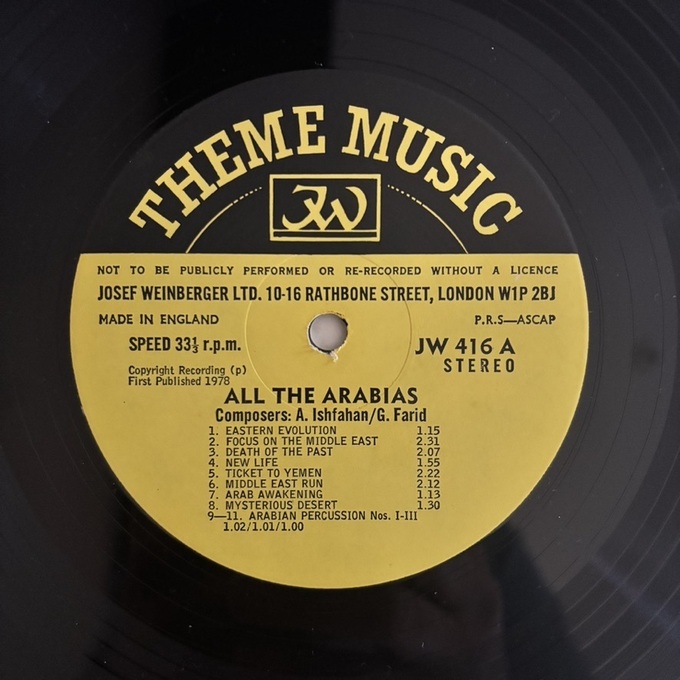 THEME MUSIC
JW
NOT TO BE PUBLICLY PERFORMED OR RE-RECORDED WITHOUT A LICENCE
JOSEF WEINBERGER LTD. 10-16 RATHBONE STREET, LONDON W1P 2BJ
MADE IN ENGLAND P.R.S—ASCAP
SPEED 33⅓ r.p.m. JW 416 A
STEREO
Copyright Recording (p)
First Published 1978
ALL THE ARABIAS
Composers: A. Ishfahan/G. Farid
1. EASTERN EVOLUTION 1.15
2. FOCUS ON THE MIDDLE EAST 2.31
3. DEATH OF THE PAST 2.07
4. NEW LIFE 1.55
5. TICKET TO YEMEN 2.22
6. MIDDLE EAST RUN 2.12
7. ARAB AWAKENING 1.13
8. MYSTERIOUS DESERT 1.30
9—11. ARABIAN PERCUSSION Nos. I-III
1.02/1.01/1.00